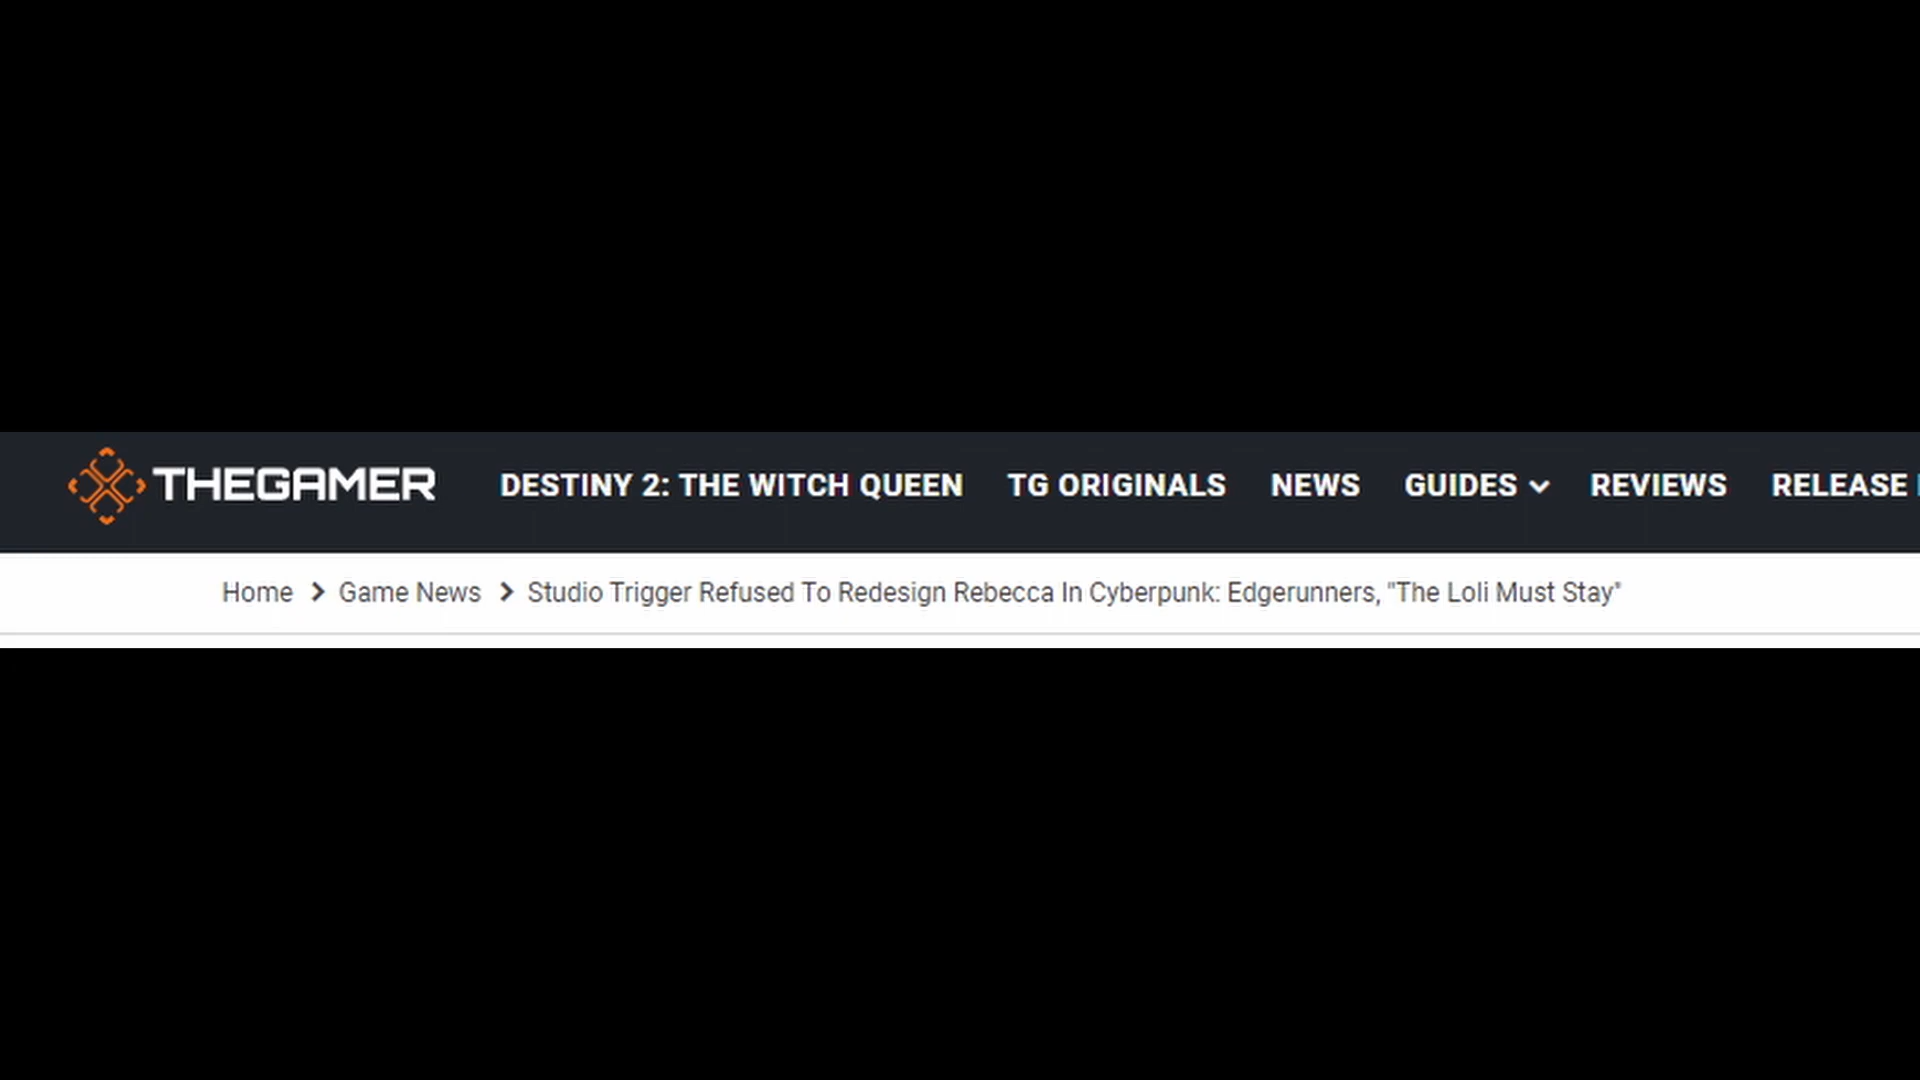 THEGAMER DESTINY 2: THE WITCH QUEEN TG ORIGINALS NEWS GUIDES REVIEWS RELEASE
Home > Game News > Studio Trigger Refused To Redesign Rebecca In Cyberpunk: Edgerunners, "The Loli Must Stay"